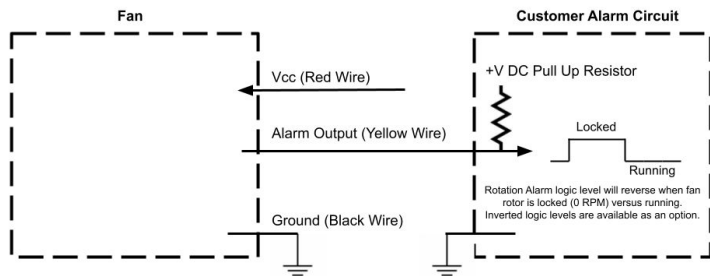 Fan
Customer Alarm Circuit
Vcc (Red Wire)
+V DC Pull Up Resistor
Alarm Output (Yellow Wire)
Locked
Running
Rotation Alarm logic level will reverse when fan
rotor is locked (0 RPM) versus running.
Inverted logic levels are available as an option.
Ground (Black Wire)